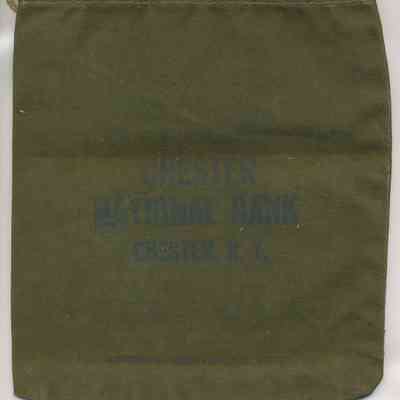 CHESTER
NATIONAL BANK
CHESTER, N. Y.